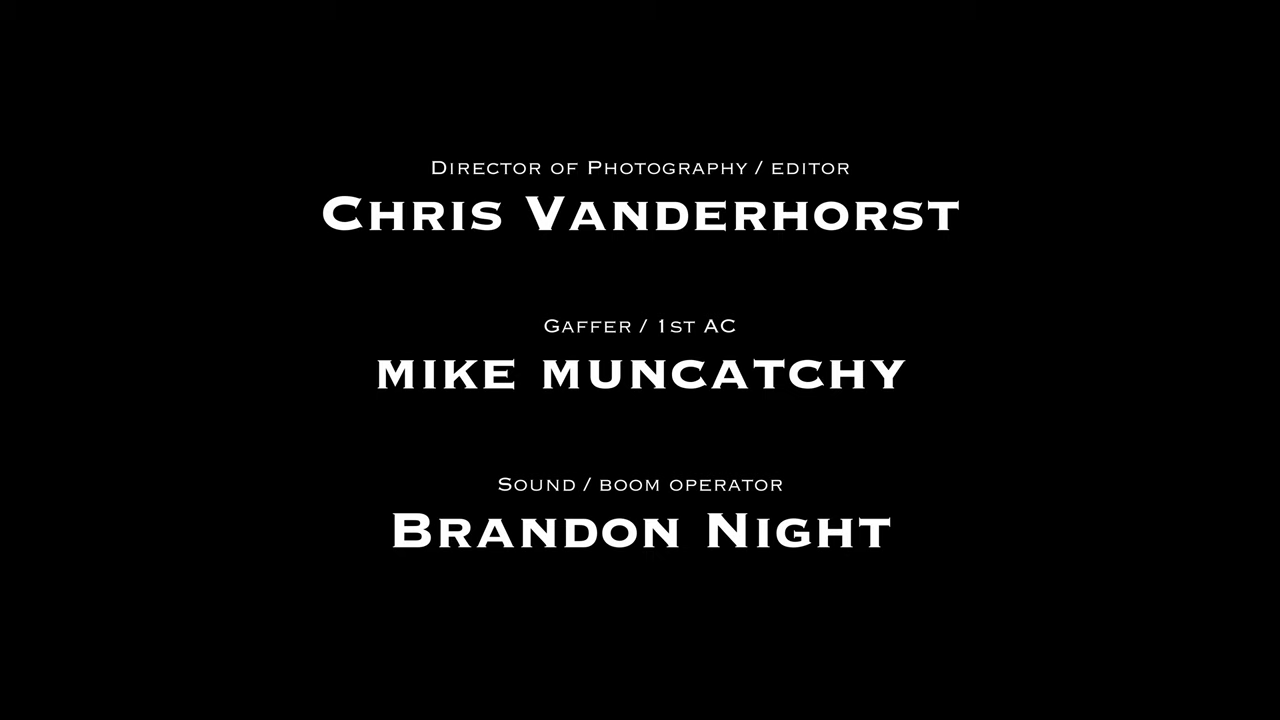 Director of Photography / editor
Chris Vanderhorst
Gaffer / 1st AC
mike muncatchy
Sound / boom operator
Brandon Night